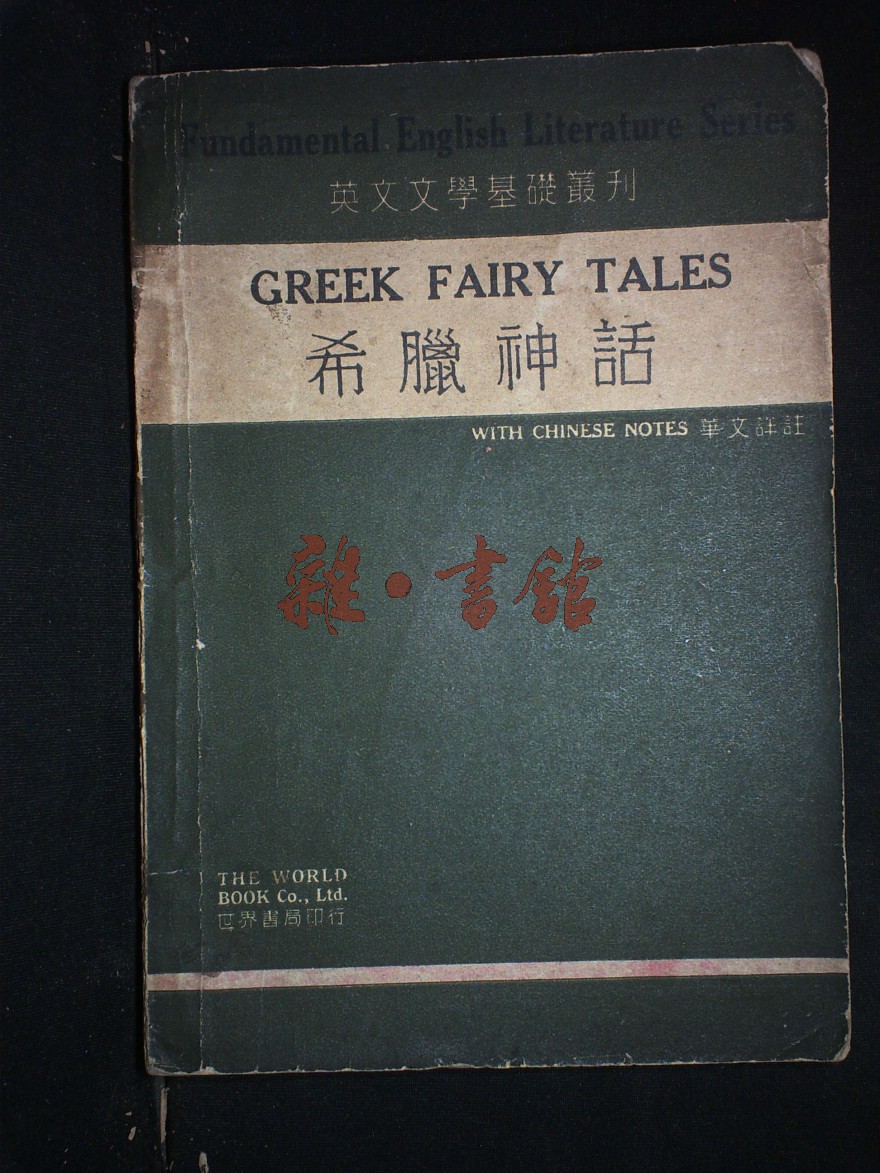 Fundamental English Literature Series
英文文學基礎叢刊
GREEK FAIRY TALES
希臘神話
WITH CHINESE NOTES 華文詳註
雜·書館
THE WORLD
BOOK Co., Ltd.
世界書局印行